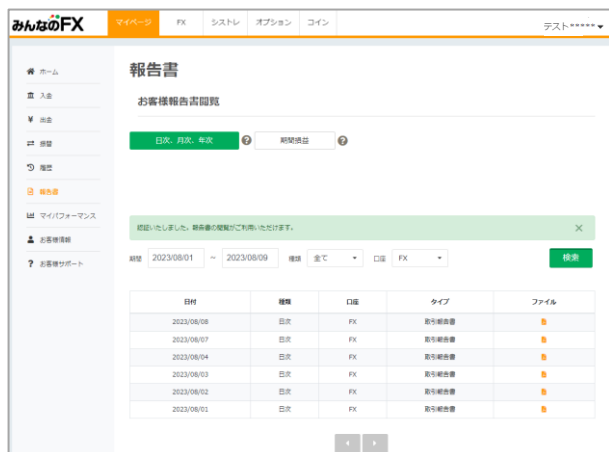 みんなのFX マイページ FX シストレ オプション コイン テスト*****
ホーム
入金
出金
振替
履歴
報告書
マイパフォーマンス
お客様情報
お客様サポート
報告書
お客様報告書閲覧
日次、月次、年次 ? 期間損益 ?
認証いたしました。報告書の閲覧がご利用いただけます。 ×
期間 2023/08/01 ~ 2023/08/09 種類 全て 口座 FX 検索
日付 種類 口座 タイプ ファイル
2023/08/08 日次 FX 取引報告書
2023/08/07 日次 FX 取引報告書
2023/08/04 日次 FX 取引報告書
2023/08/03 日次 FX 取引報告書
2023/08/02 日次 FX 取引報告書
2023/08/01 日次 FX 取引報告書